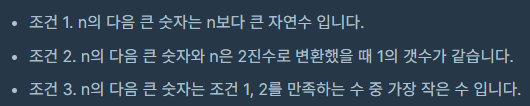 • 조건 1. n의 다음 큰 숫자는 n보다 큰 자연수 입니다.
• 조건 2. n의 다음 큰 숫자와 n은 2진수로 변환했을 때 1의 갯수가 같습니다.
• 조건 3. n의 다음 큰 숫자는 조건 1, 2를 만족하는 수 중 가장 작은 수 입니다.